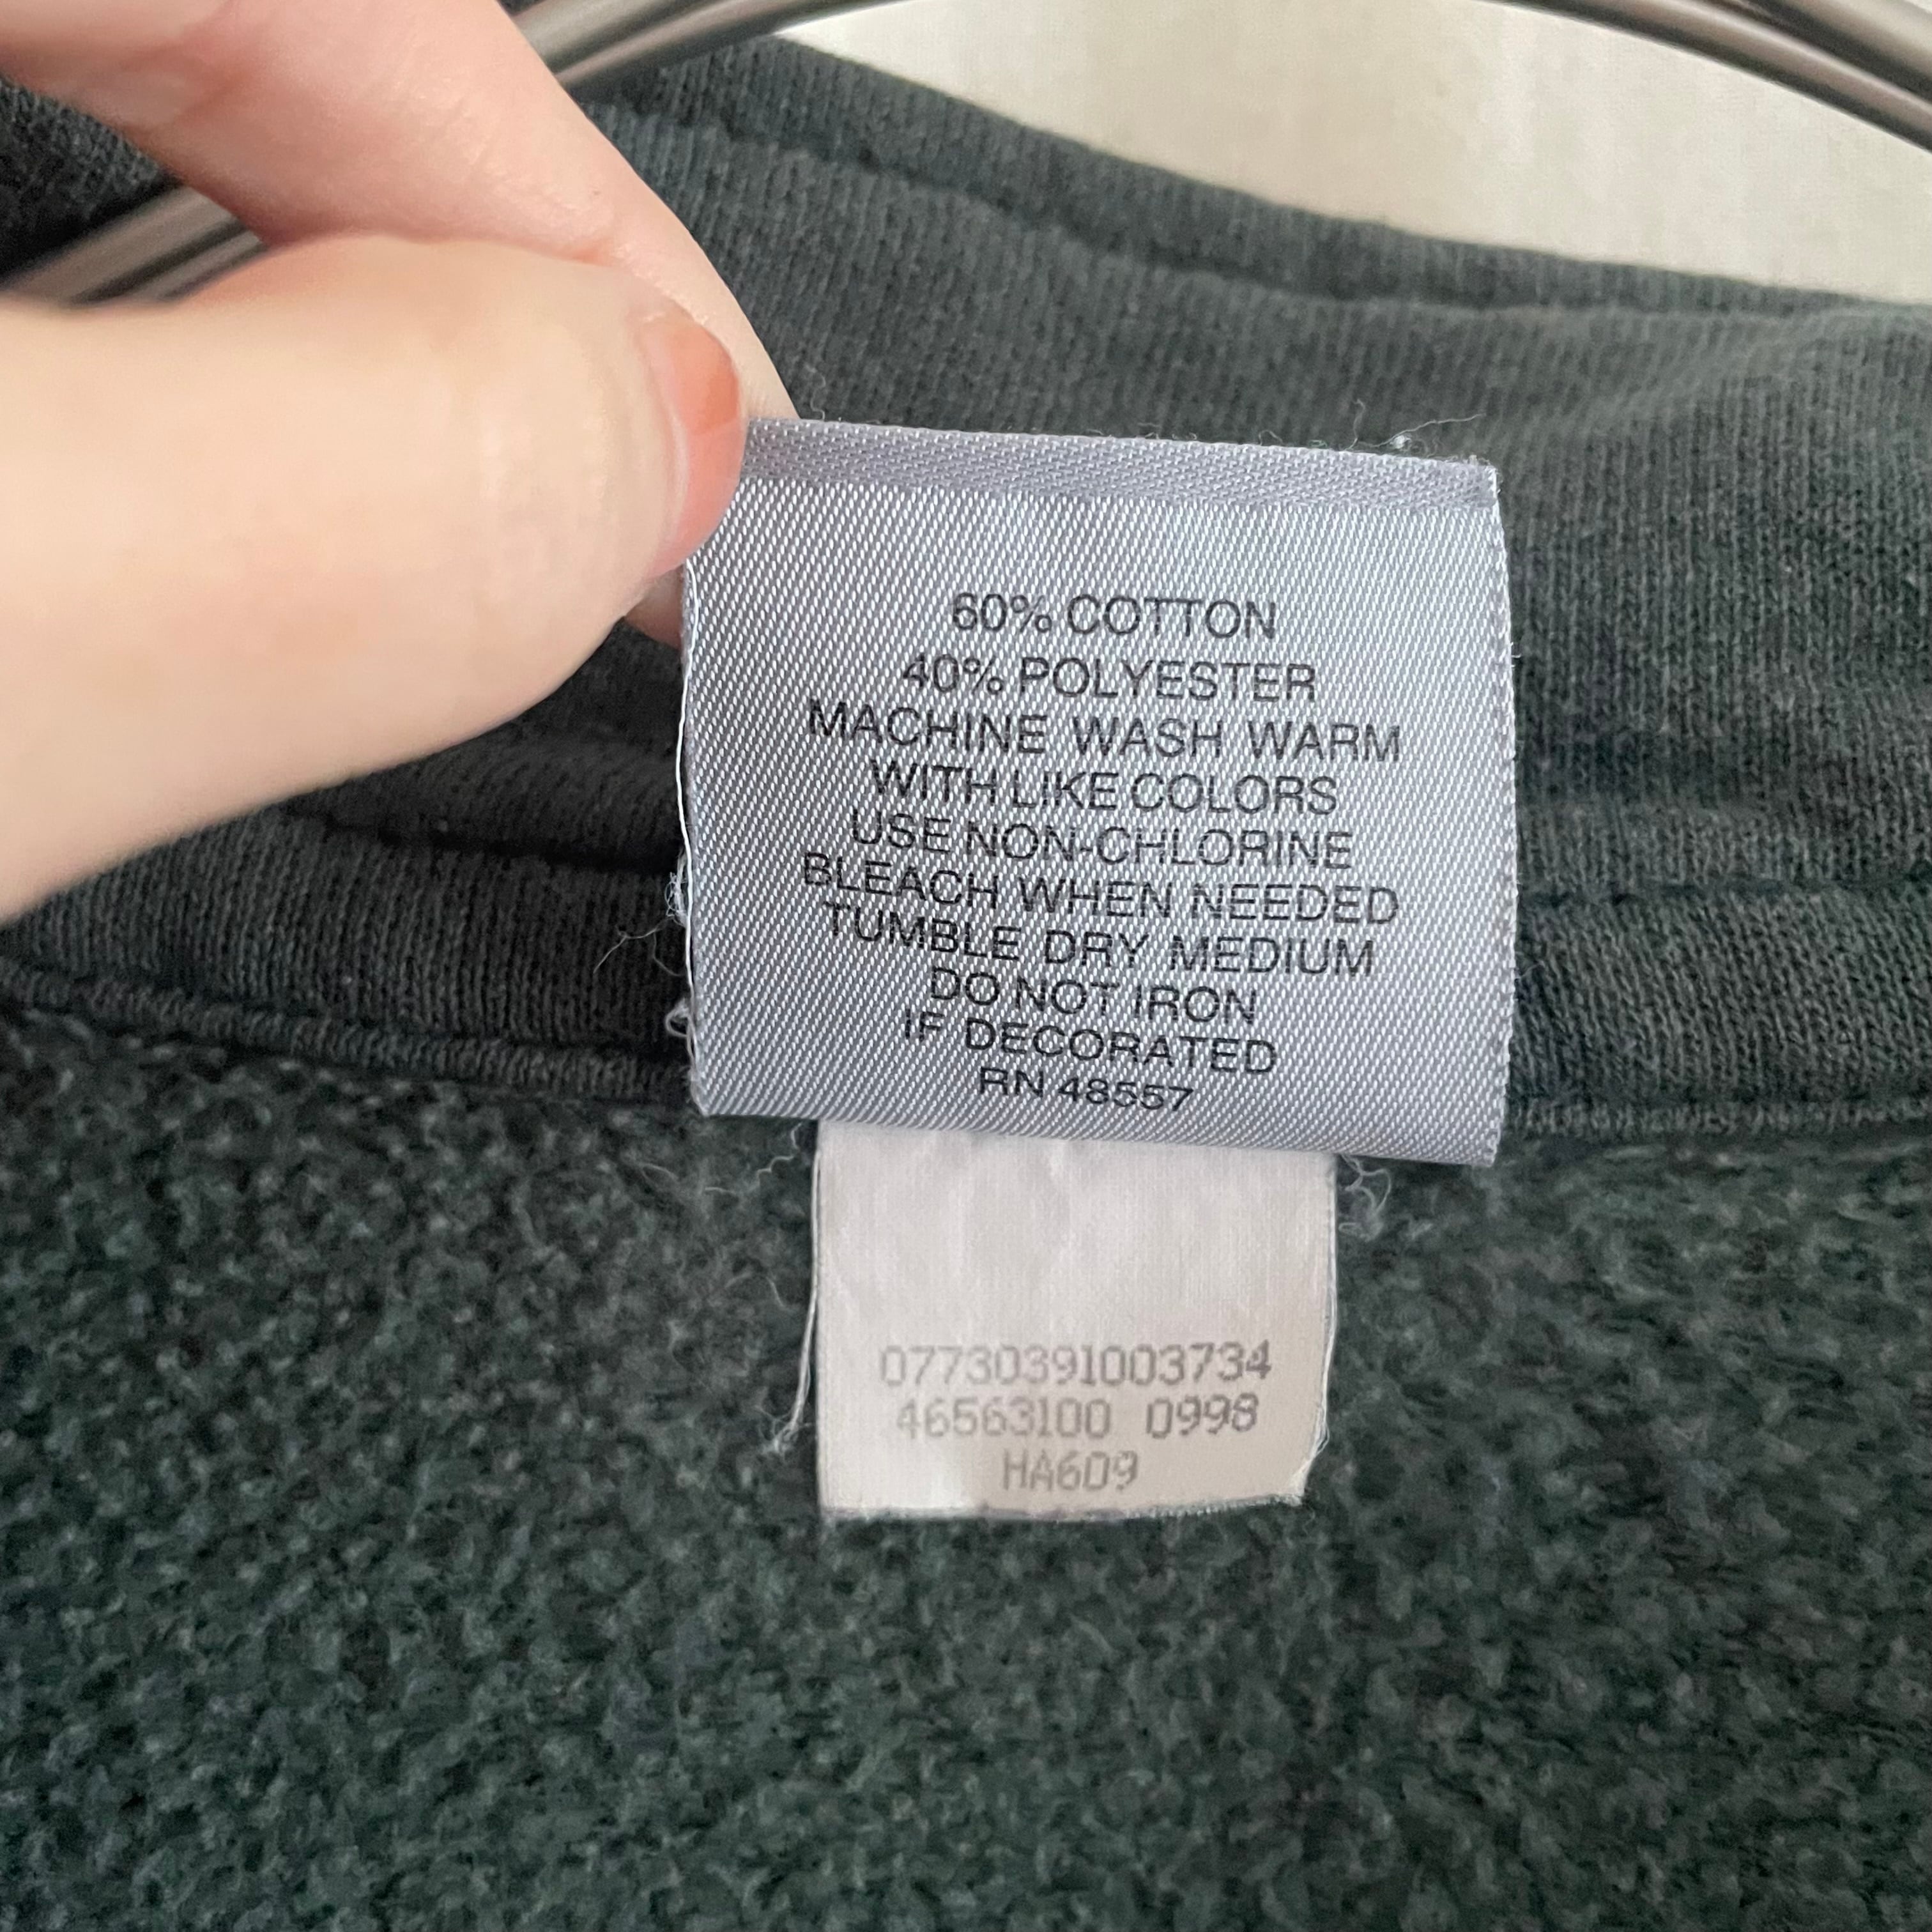 60% COTTON
40% POLYESTER
MACHINE WASH WARM
WITH LIKE COLORS
USE NON-CHLORINE
BLEACH WHEN NEEDED
TUMBLE DRY MEDIUM
DO NOT IRON
IF DECORATED
RN 48557
07730391003734
46563100 0998
HA609